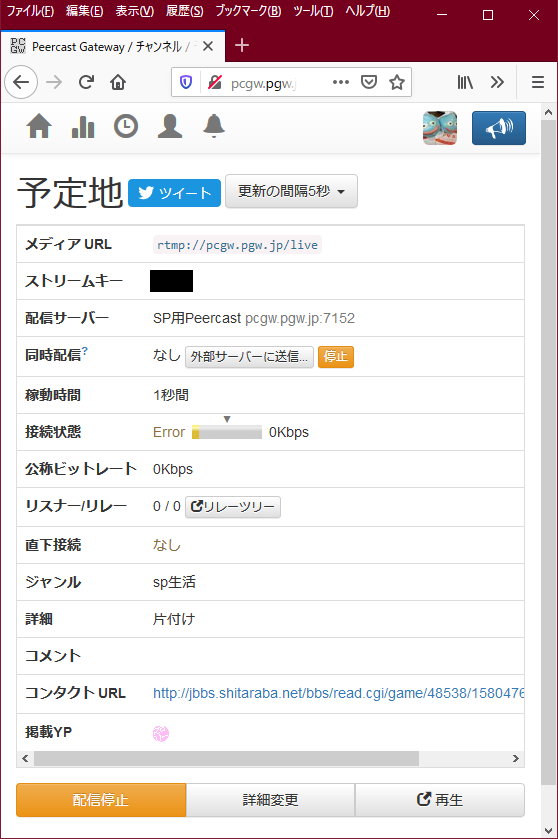 ファイル(F) 編集(E) 表示(V) 履歴(S) ブックマーク(B) ツール(T) ヘルプ(H)
PC GW Peercast Gateway / チャンネル /
pcgw.pgw.j
予定地 ツイート 更新の間隔5秒
メディア URL rtmp://pcgw.pgw.jp/live
ストリームキー
配信サーバー SP用Peercast pcgw.pgw.jp:7152
同時配信? なし 外部サーバーに送信... 停止
稼動時間 1秒間
接続状態 Error 0Kbps
公称ビットレート 0Kbps
リスナー/リレー 0 / 0 リレーツリー
直下接続 なし
ジャンル sp生活
詳細 片付け
コメント
コンタクト URL http://jbbs.shitaraba.net/bbs/read.cgi/game/48538/1580476
掲載YP
配信停止 詳細変更 再生